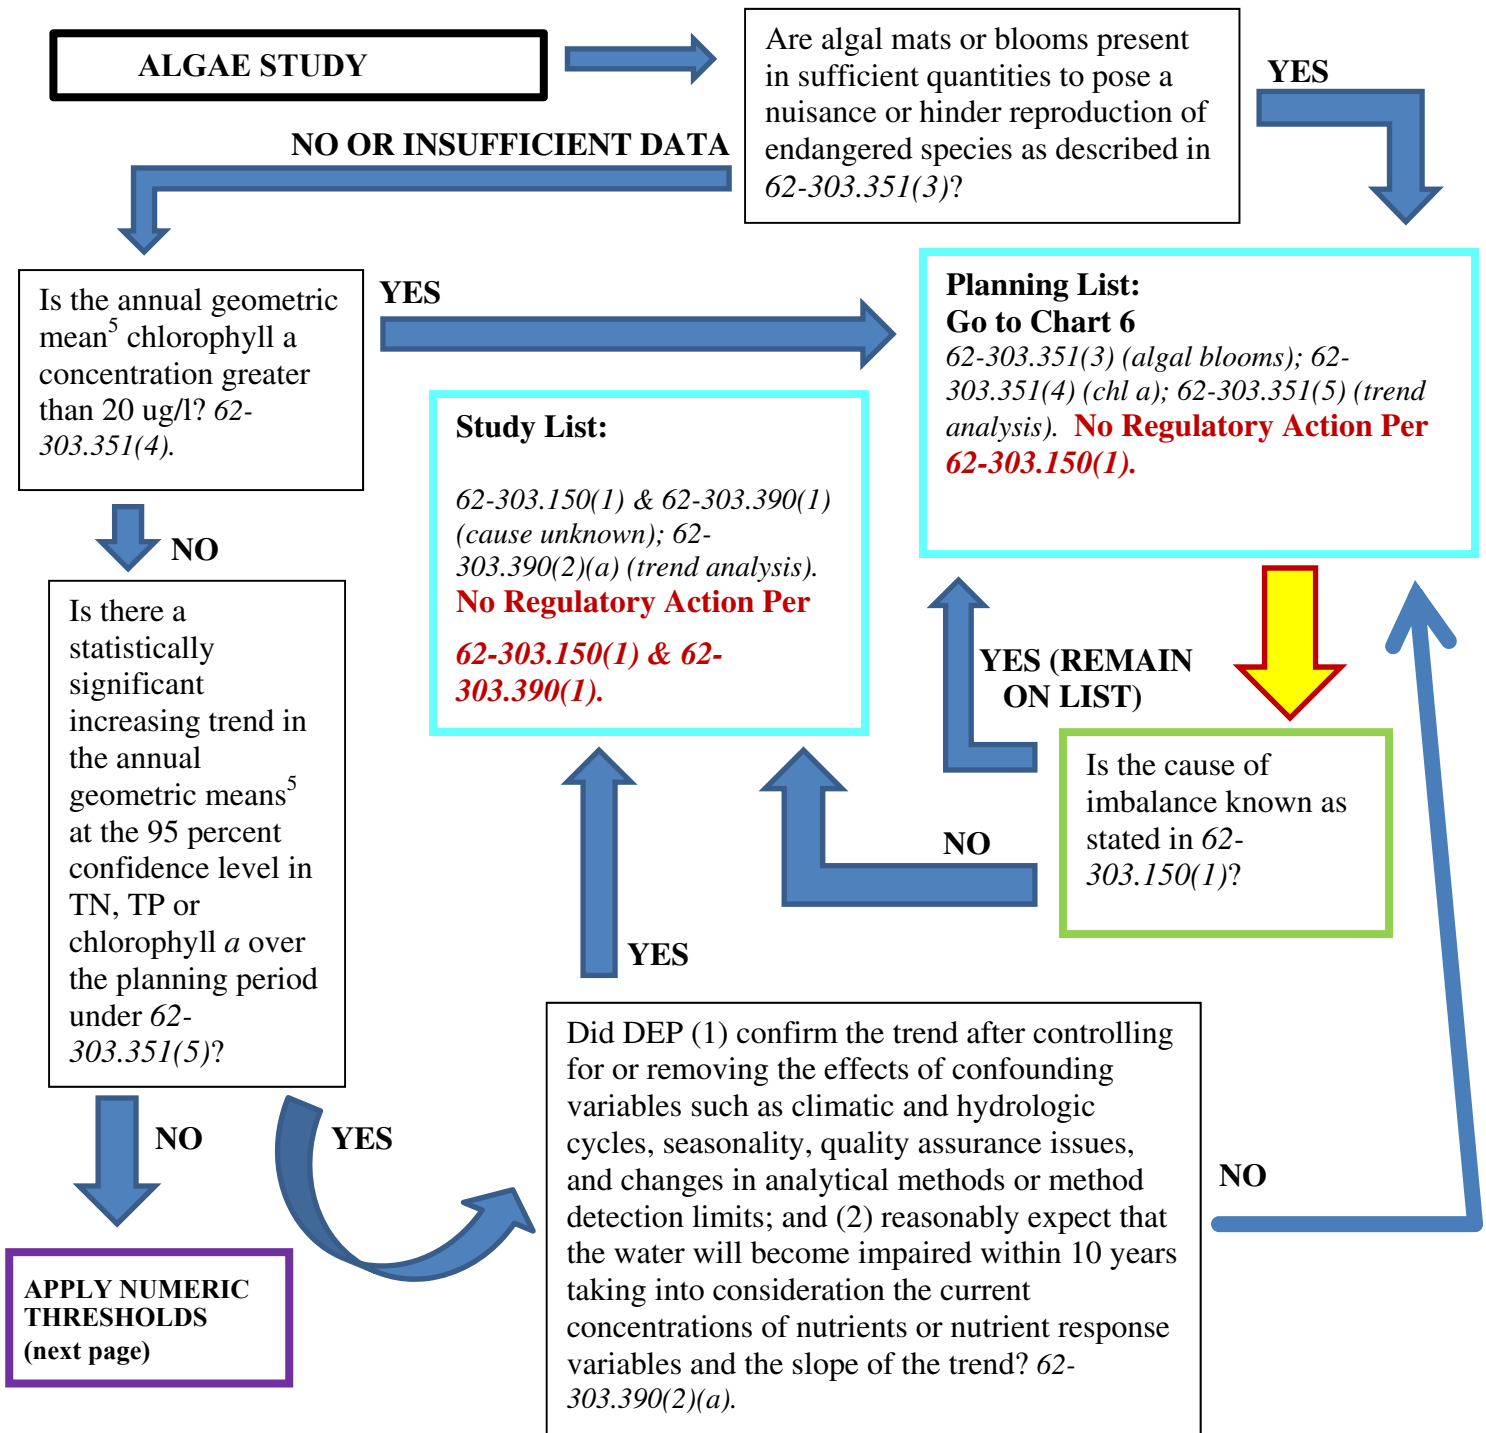 ALGAE STUDY
Are algal mats or blooms present
in sufficient quantities to pose a
nuisance or hinder reproduction of
endangered species as described in
62-303.351(3)?
YES
NO OR INSUFFICIENT DATA
Is the annual geometric
mean5 chlorophyll a
concentration greater
than 20 ug/l? 62-
303.351(4).
YES
Planning List:
Go to Chart 6
62-303.351(3) (algal blooms); 62-
303.351(4) (chl a); 62-303.351(5) (trend
analysis). No Regulatory Action Per
62-303.150(1).
Study List:
62-303.150(1) & 62-303.390(1)
(cause unknown); 62-
303.390(2)(a) (trend analysis).
No Regulatory Action Per
62-303.150(1) & 62-
303.390(1).
NO
Is there a
statistically
significant
increasing trend in
the annual
geometric means5
at the 95 percent
confidence level in
TN, TP or
chlorophyll a over
the planning period
under 62-
303.351(5)?
YES (REMAIN
ON LIST)
Is the cause of
imbalance known as
stated in 62-
303.150(1)?
NO
YES
Did DEP (1) confirm the trend after controlling
for or removing the effects of confounding
variables such as climatic and hydrologic
cycles, seasonality, quality assurance issues,
and changes in analytical methods or method
detection limits; and (2) reasonably expect that
the water will become impaired within 10 years
taking into consideration the current
concentrations of nutrients or nutrient response
variables and the slope of the trend? 62-
303.390(2)(a).
NO
YES
NO
APPLY NUMERIC
THRESHOLDS
(next page)